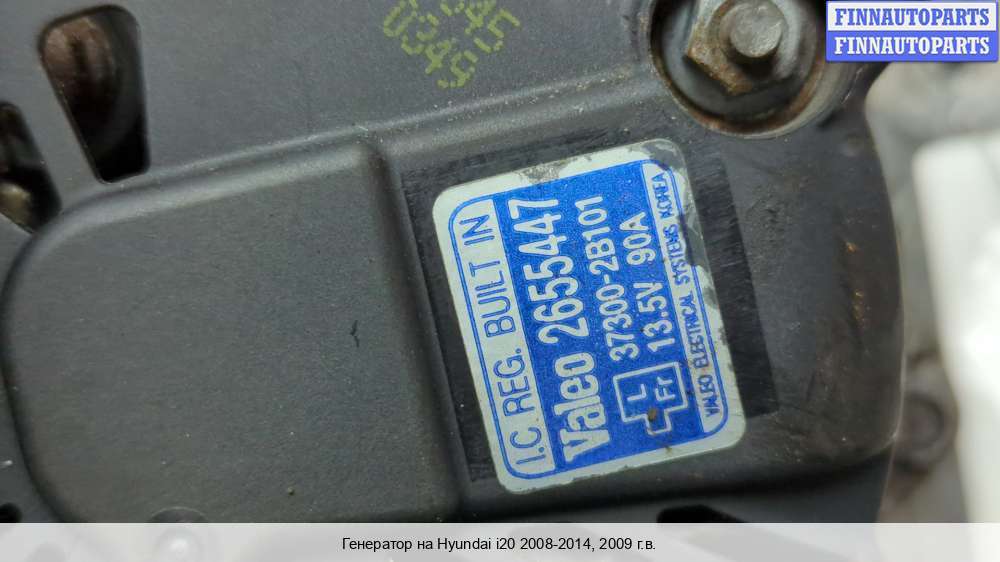 FINNAUTOPARTS
FINNAUTOPARTS
0349
I.C REG. BUILT IN
Valeo 2655447
37300-2B101
13.5V 90A
L
Fr
VALEO ELECTRICAL SYSTEMS KOREA
Генератор на Hyundai i20 2008-2014, 2009 г.в.